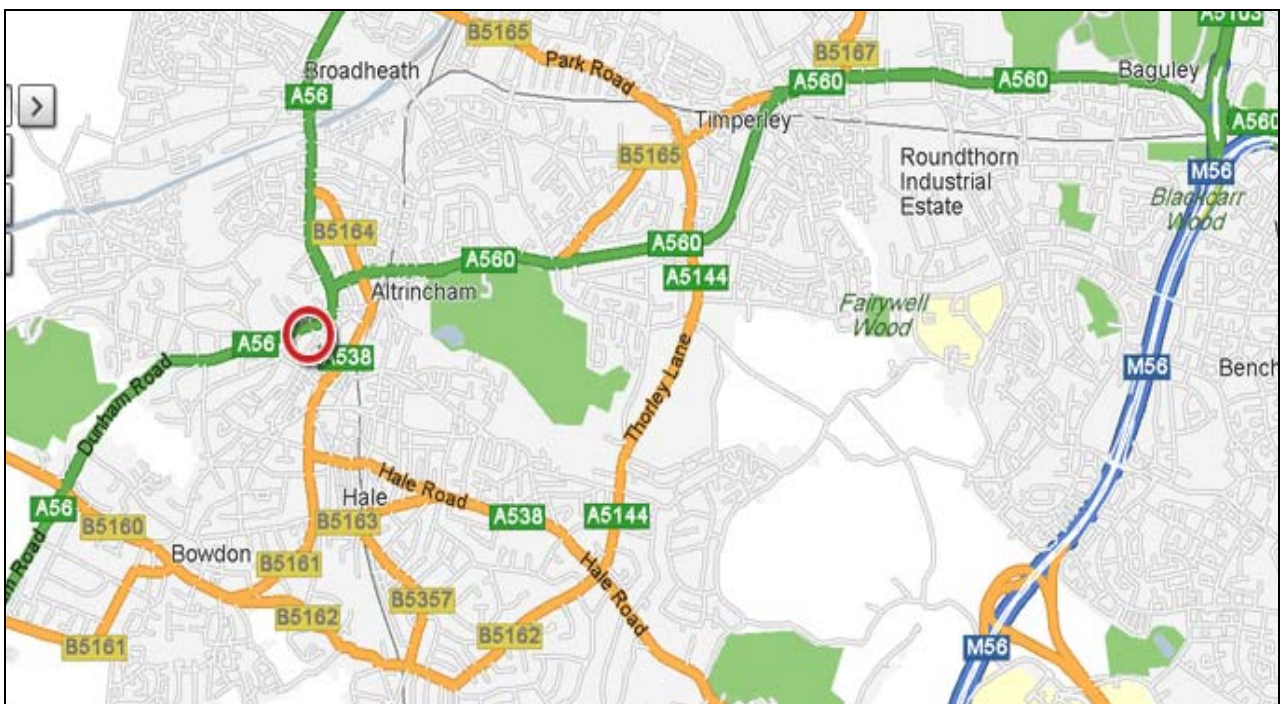 A5103
B5165
B5167
Park Road
Broadheath
A56
A560
A560
Baguley
A560
Timperley
B5165
Roundthorn
Industrial
Estate
M56
Blackcarr
Wood
B5164
A560
A560
A5144
Altrincham
Fairywell
Wood
A56
A538
M56
Bench
Dunham Road
Thorley Lane
Hale Road
Hale
A56
B5160
B5163
A538
A5144
Bowdon
B5161
Hale Road
B5357
B5162
B5162
B5161
M56